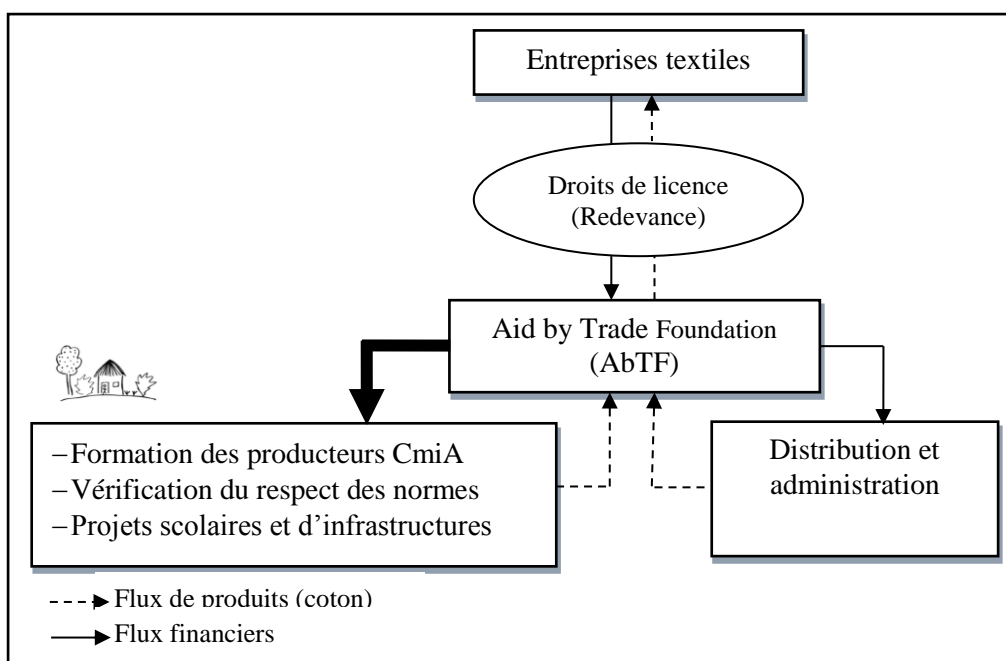 Entreprises textiles
Droits de licence
(Redevance)
Aid by Trade Foundation
(AbTF)
–Formation des producteurs CmiA
–Vérification du respect des normes
–Projets scolaires et d’infrastructures
Distribution et
administration
Flux de produits (coton)
Flux financiers